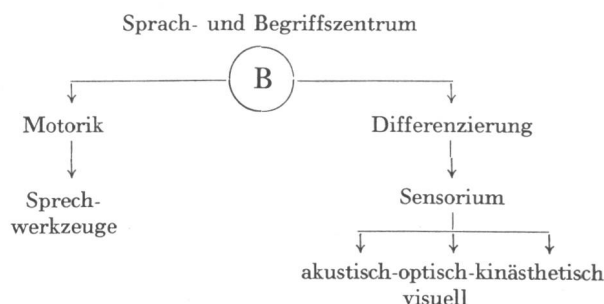 Sprach- und Begriffszentrum
B
Motorik
Differenzierung
Sprech-
werkzeuge
Sensorium
akustisch-optisch-kinästhetisch
visuell